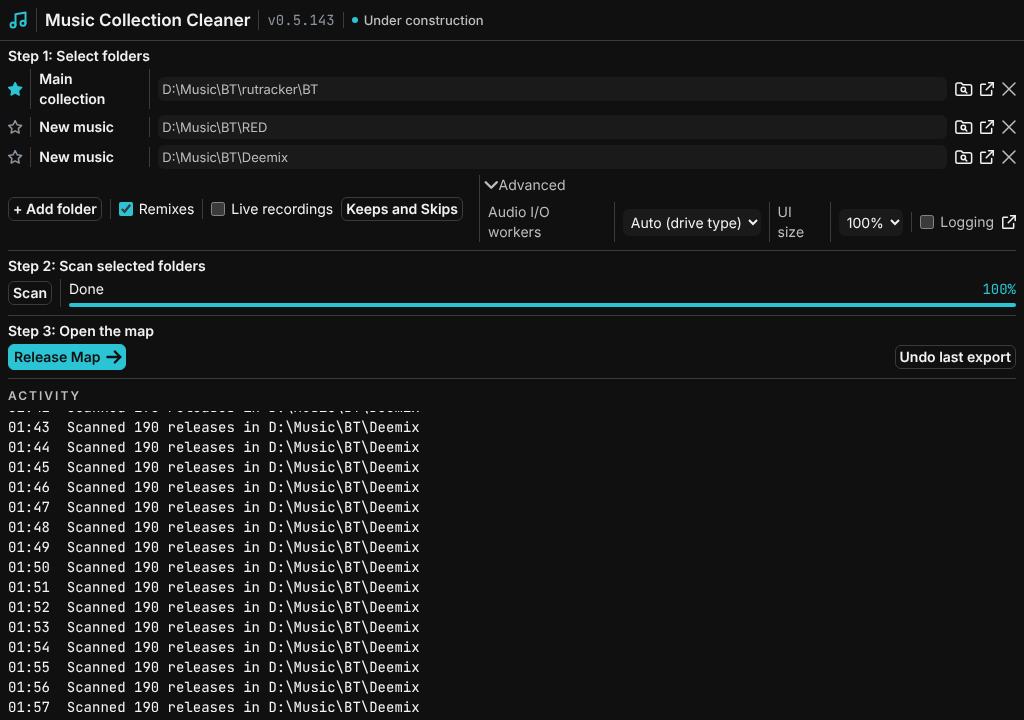 Music Collection Cleaner v0.5.143 Under construction
Step 1: Select folders
Main collection D:\Music\BT\rutracker\BT
New music D:\Music\BT\RED
New music D:\Music\BT\Deemix
+ Add folder Remixes Live recordings Keeps and Skips
Advanced
Audio I/O workers Auto (drive type) UI size 100% Logging
Step 2: Scan selected folders
Scan Done 100%
Step 3: Open the map
Release Map Undo last export
ACTIVITY
01:43 Scanned 190 releases in D:\Music\BT\Deemix
01:44 Scanned 190 releases in D:\Music\BT\Deemix
01:45 Scanned 190 releases in D:\Music\BT\Deemix
01:46 Scanned 190 releases in D:\Music\BT\Deemix
01:47 Scanned 190 releases in D:\Music\BT\Deemix
01:48 Scanned 190 releases in D:\Music\BT\Deemix
01:49 Scanned 190 releases in D:\Music\BT\Deemix
01:50 Scanned 190 releases in D:\Music\BT\Deemix
01:51 Scanned 190 releases in D:\Music\BT\Deemix
01:52 Scanned 190 releases in D:\Music\BT\Deemix
01:53 Scanned 190 releases in D:\Music\BT\Deemix
01:54 Scanned 190 releases in D:\Music\BT\Deemix
01:55 Scanned 190 releases in D:\Music\BT\Deemix
01:56 Scanned 190 releases in D:\Music\BT\Deemix
01:57 Scanned 190 releases in D:\Music\BT\Deemix